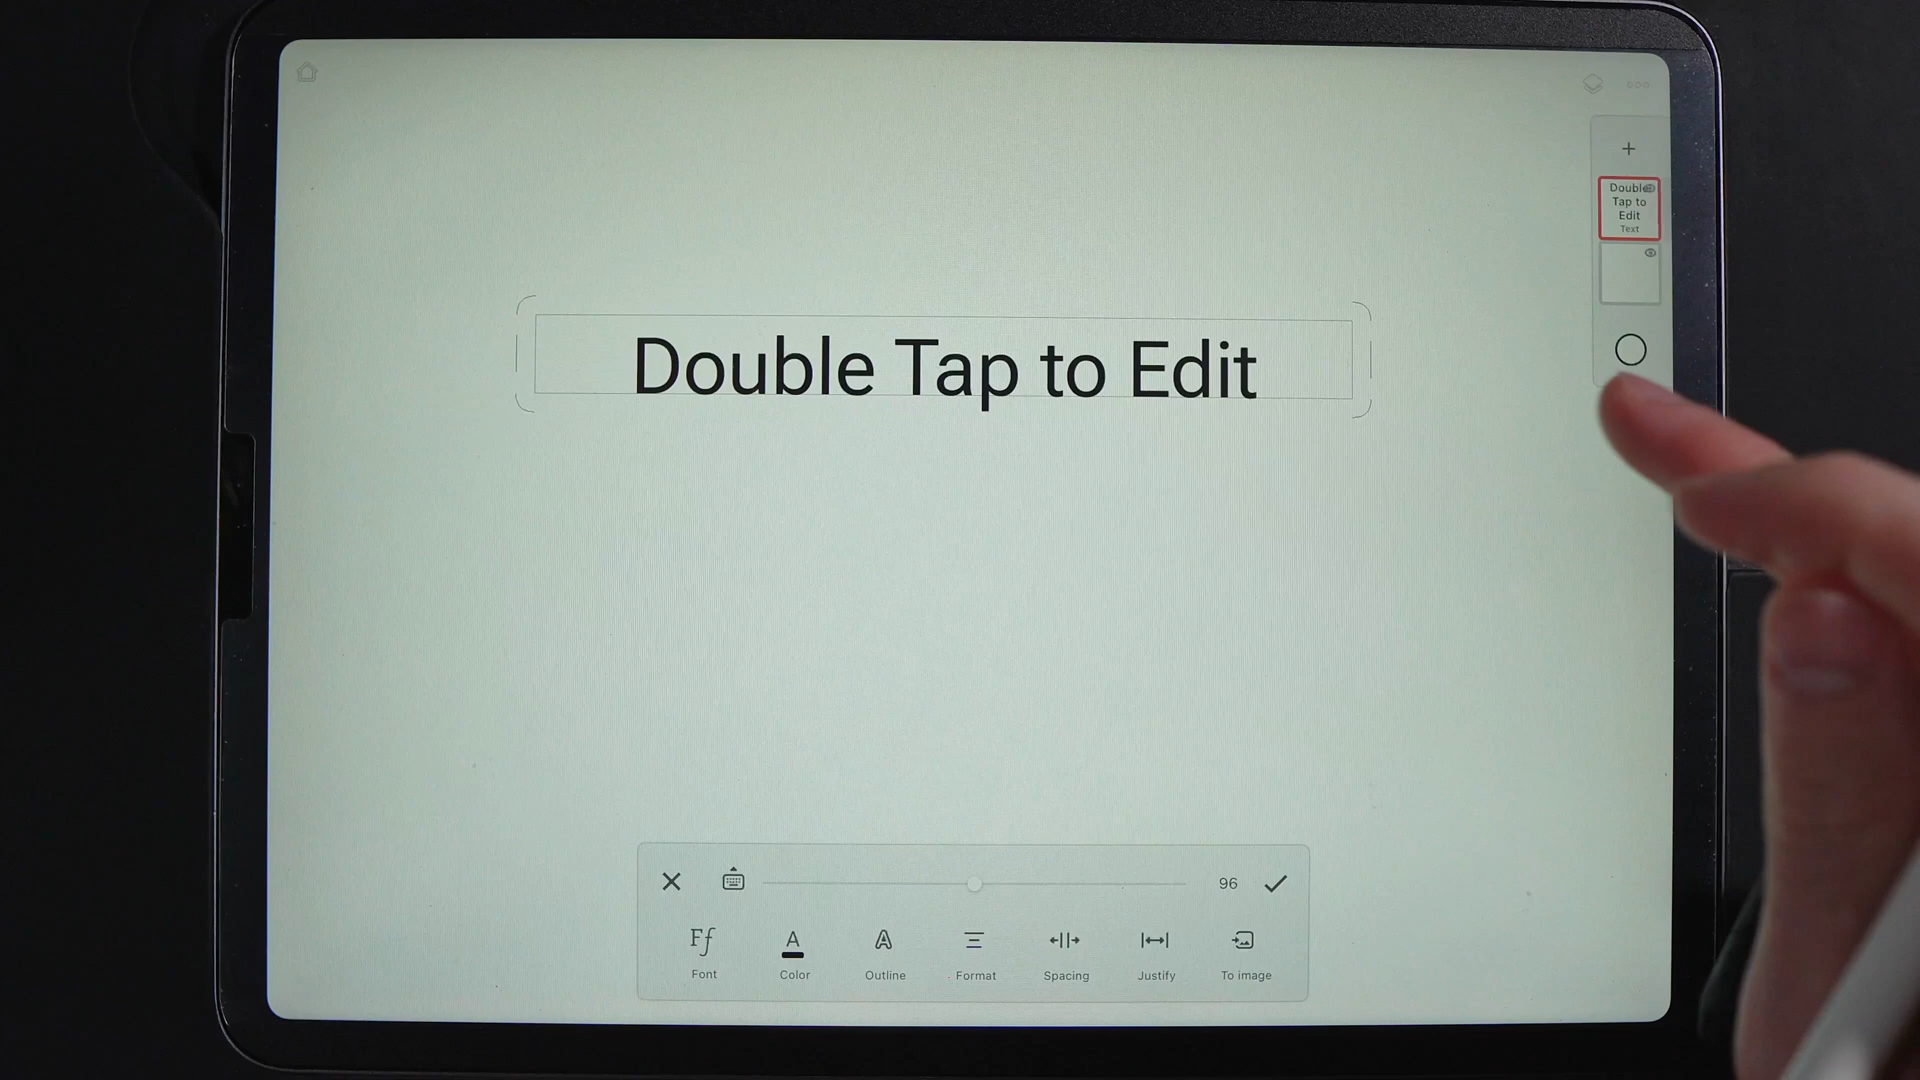 Double
Tap to
Edit
Text
Double Tap to Edit
96
Ff
A
A
Font
Color
Outline
Format
Spacing
Justify
To image